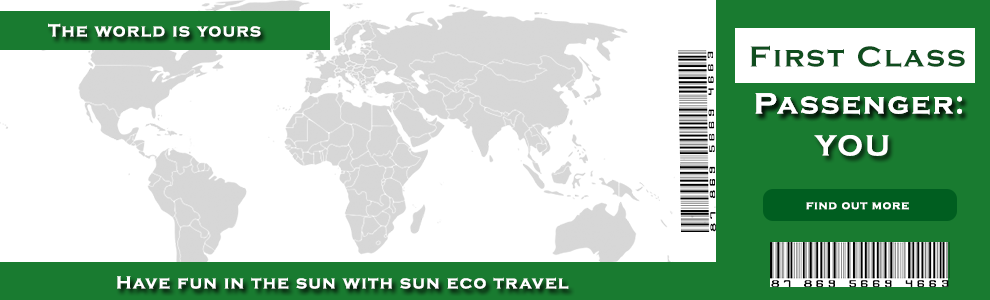 THE WORLD IS YOURS
FIRST CLASS
PASSENGER:
YOU
FIND OUT MORE
87 869 5669 4663
87 869 5669 4663
HAVE FUN IN THE SUN WITH SUN ECO TRAVEL